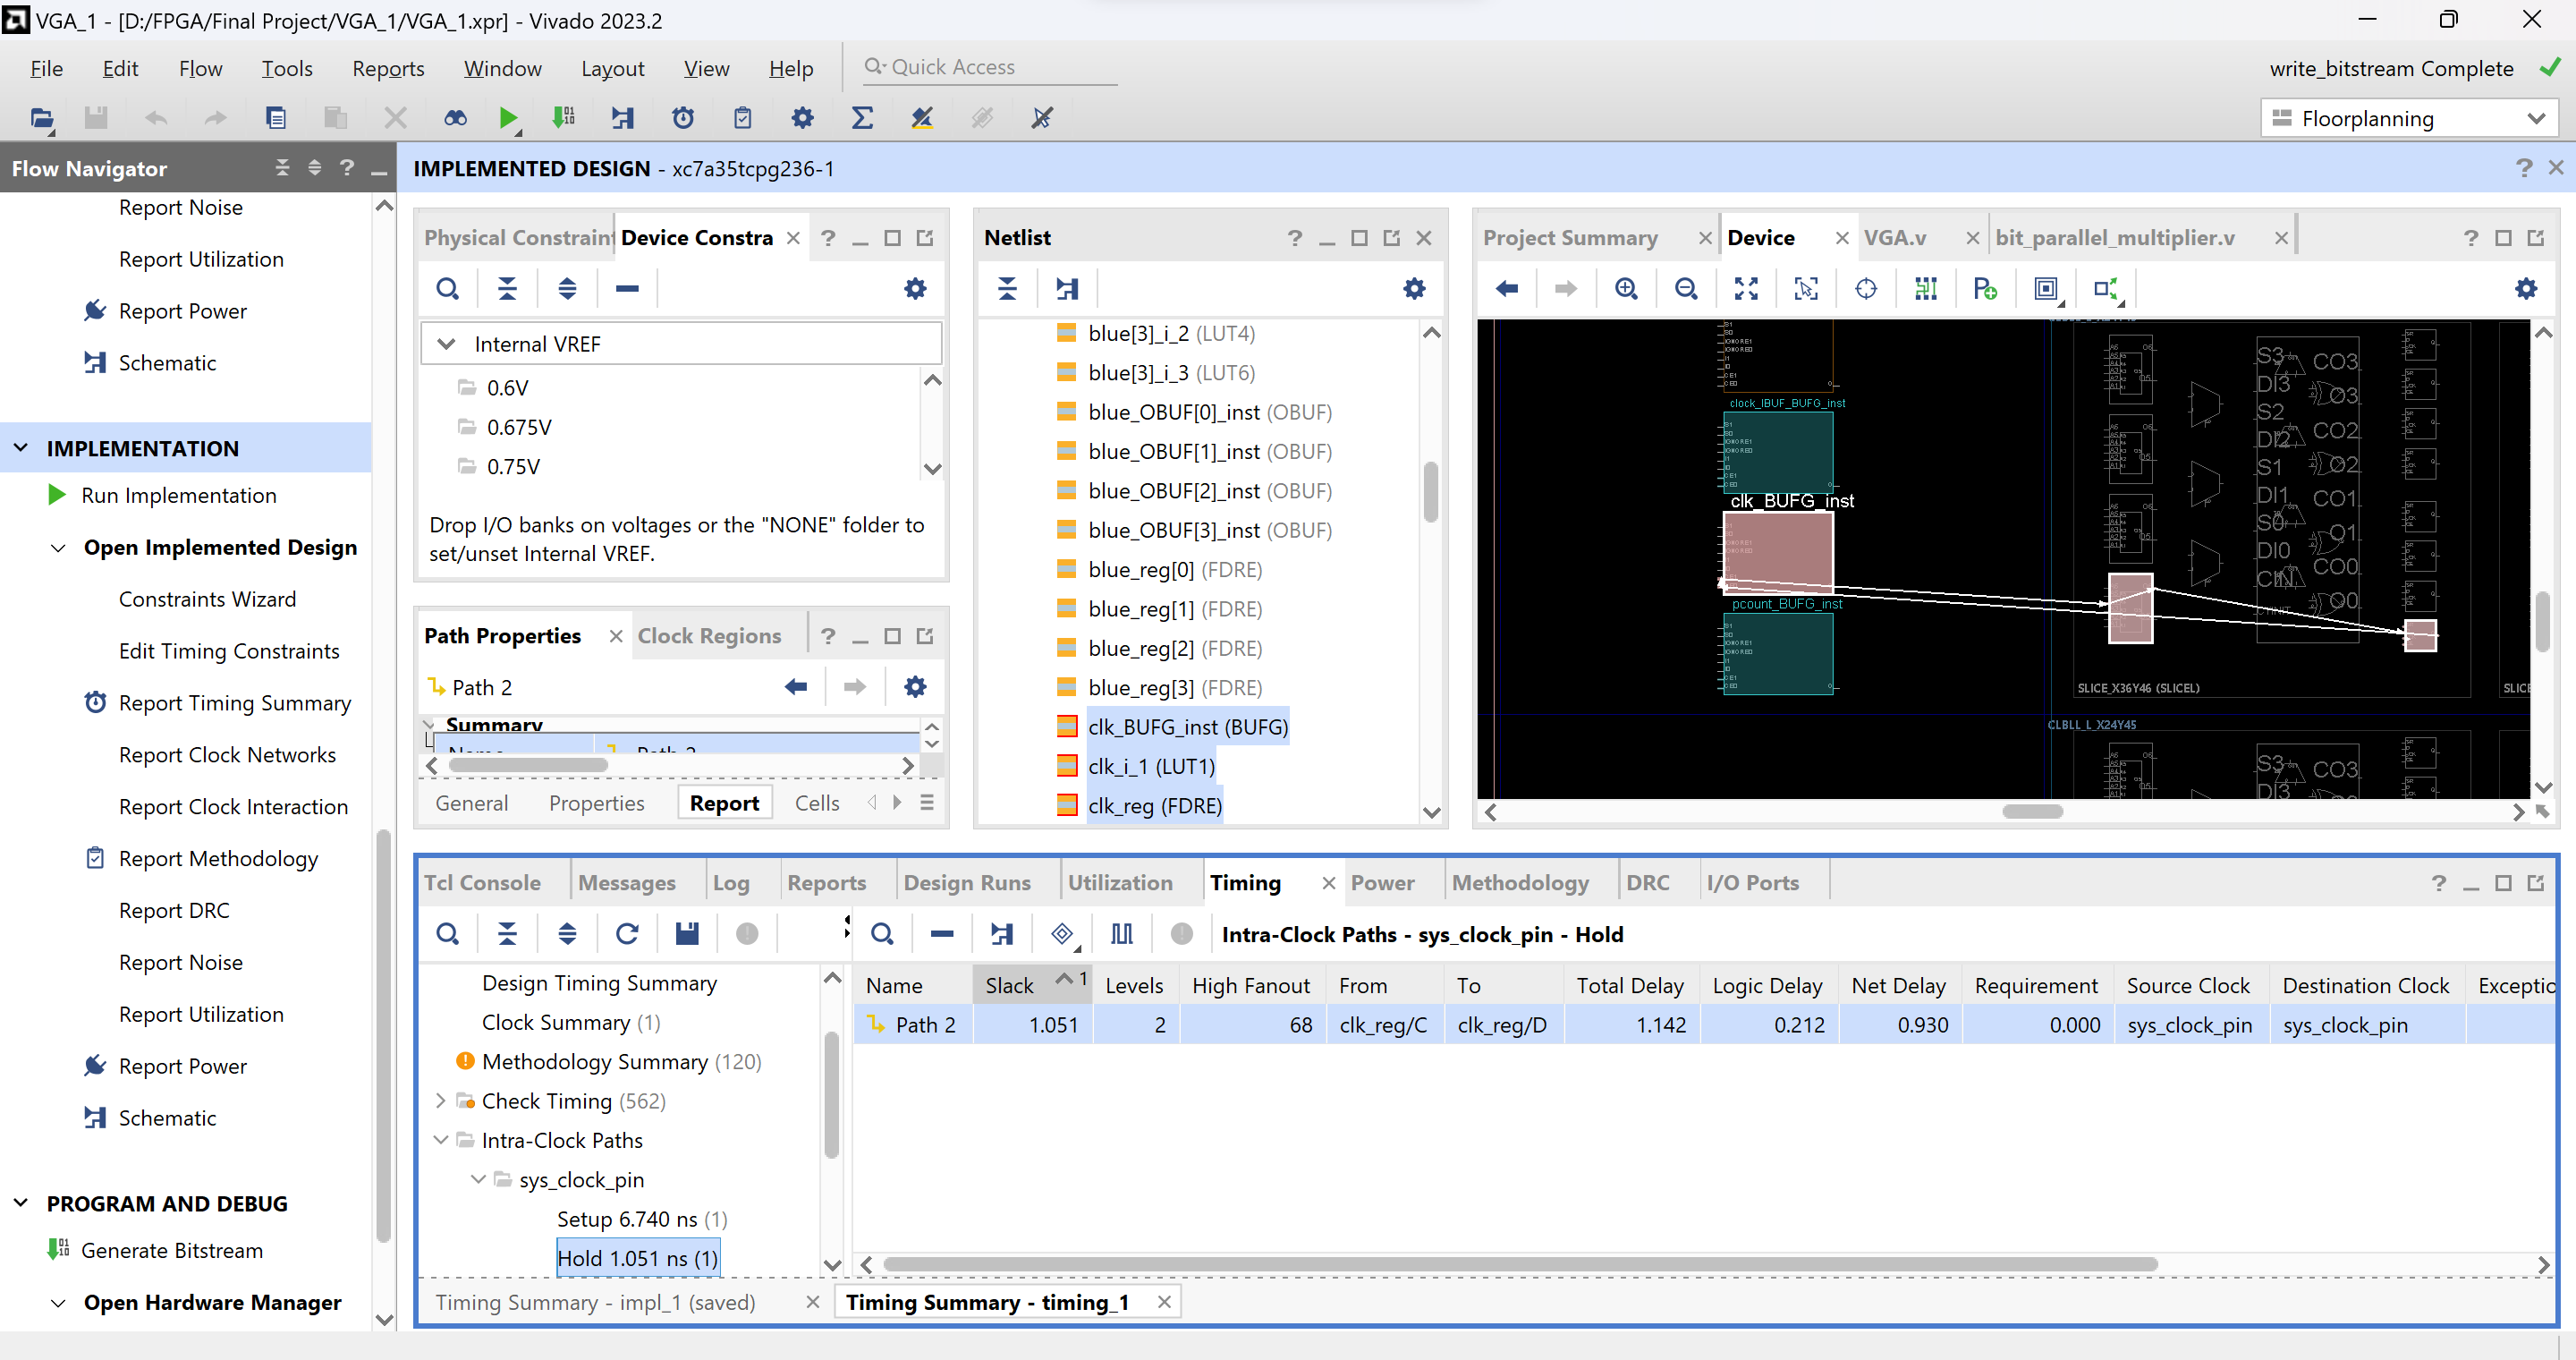 VGA_1 - [D:/FPGA/Final Project/VGA_1/VGA_1.xpr] - Vivado 2023.2
File Edit Flow Tools Reports Window Layout View Help
Quick Access
write_bitstream Complete
Floorplanning
Flow Navigator
Report Noise
Report Utilization
Report Power
Schematic
IMPLEMENTATION
Run Implementation
Open Implemented Design
Constraints Wizard
Edit Timing Constraints
Report Timing Summary
Report Clock Networks
Report Clock Interaction
Report Methodology
Report DRC
Report Noise
Report Utilization
Report Power
Schematic
PROGRAM AND DEBUG
Generate Bitstream
Open Hardware Manager
IMPLEMENTED DESIGN - xc7a35tcpg236-1
Physical Constraint Device Constra
Internal VREF
0.6V
0.675V
0.75V
Drop I/O banks on voltages or the "NONE" folder to
set/unset Internal VREF.
Path Properties Clock Regions
Path 2
Summary
Name Path 2
General Properties Report Cells
Netlist
blue[3]_i_2 (LUT4)
blue[3]_i_3 (LUT6)
blue_OBUF[0]_inst (OBUF)
blue_OBUF[1]_inst (OBUF)
blue_OBUF[2]_inst (OBUF)
blue_OBUF[3]_inst (OBUF)
blue_reg[0] (FDRE)
blue_reg[1] (FDRE)
blue_reg[2] (FDRE)
blue_reg[3] (FDRE)
clk_BUFG_inst (BUFG)
clk_i_1 (LUT1)
clk_reg (FDRE)
Project Summary Device VGA.v bit_parallel_multiplier.v
clock_IBUF_BUFG_inst
clk_BUFG_inst
pcount_BUFG_inst
S3 CO3
DI3 O3
S2
DI2 CO2
S1 O2
DI1 CO1
S0 O1
DI0 CO0
CIN O0
SLICE_X36Y46 (SLICEL)
SLICE
CLBLL_L_X24Y45
S3 CO3
DI3
Tcl Console Messages Log Reports Design Runs Utilization Timing Power Methodology DRC I/O Ports
Intra-Clock Paths - sys_clock_pin - Hold
Design Timing Summary
Clock Summary (1)
Methodology Summary (120)
Check Timing (562)
Intra-Clock Paths
sys_clock_pin
Setup 6.740 ns (1)
Hold 1.051 ns (1)
Name Slack 1 Levels High Fanout From To Total Delay Logic Delay Net Delay Requirement Source Clock Destination Clock Exceptio
Path 2 1.051 2 68 clk_reg/C clk_reg/D 1.142 0.212 0.930 0.000 sys_clock_pin sys_clock_pin
Timing Summary - impl_1 (saved) Timing Summary - timing_1